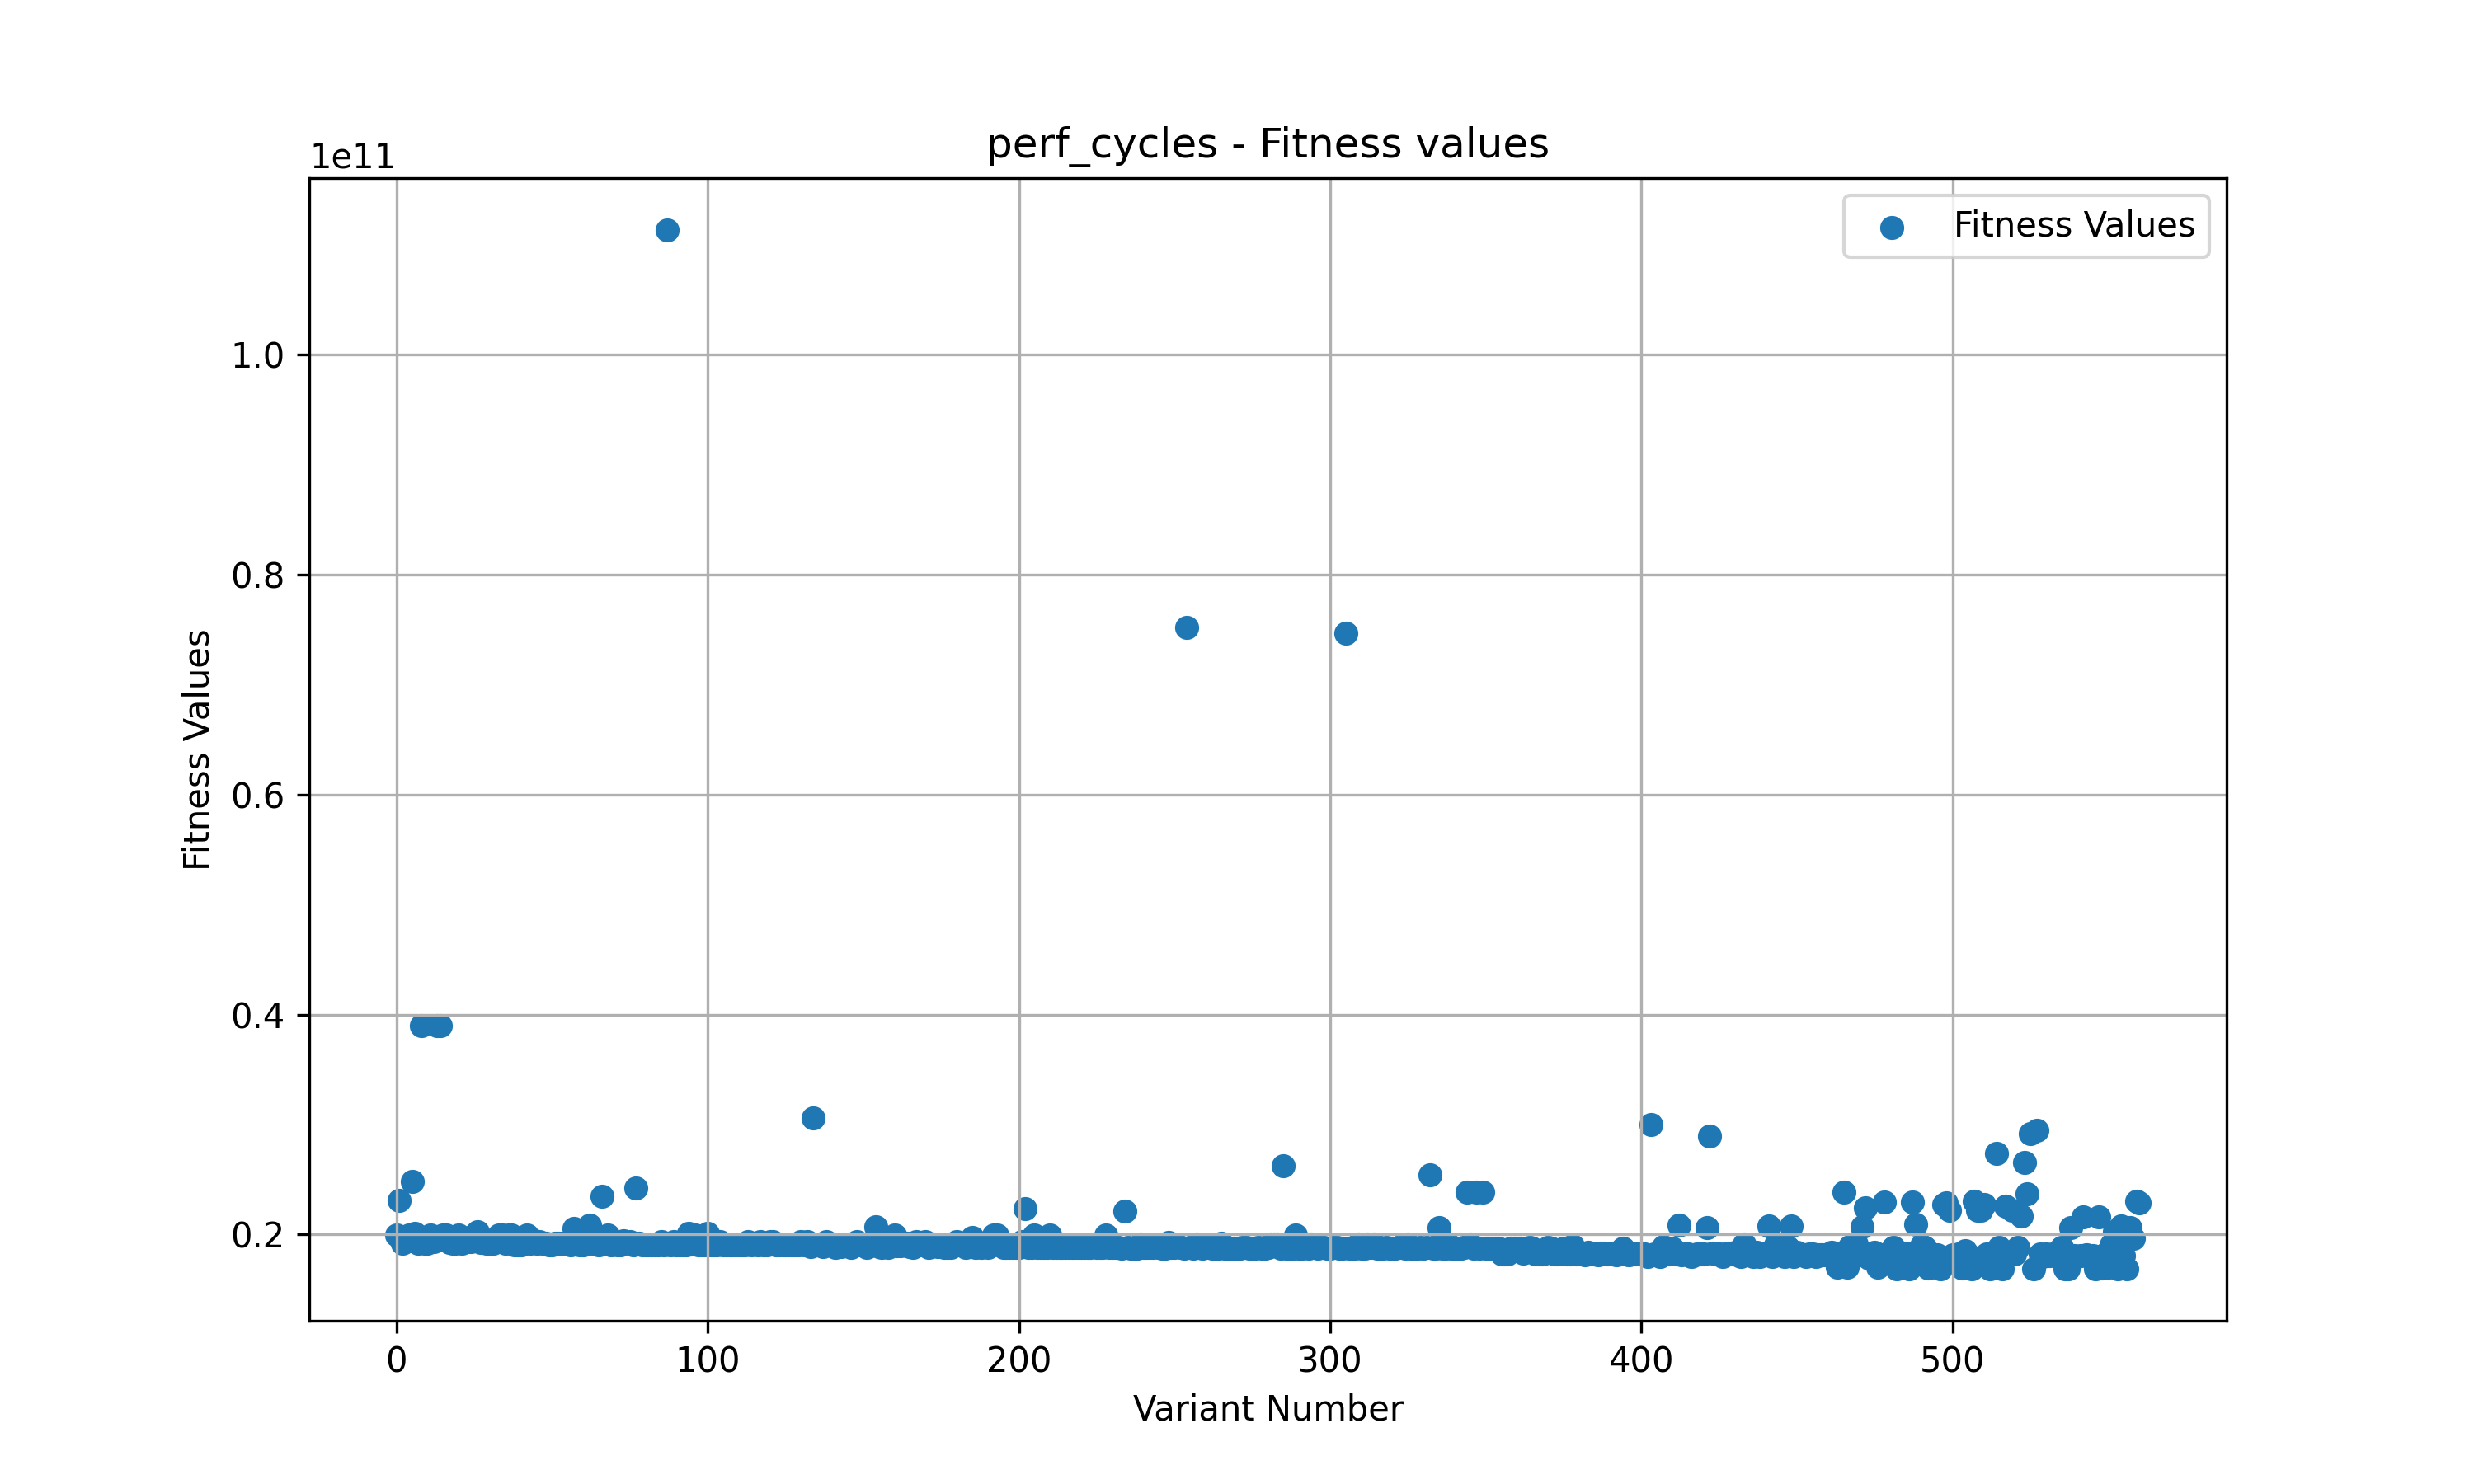 perf_cycles - Fitness values
1e11
Fitness Values
1.0
0.8
0.6
0.4
0.2
Fitness Values
0 100 200 300 400 500
Variant Number